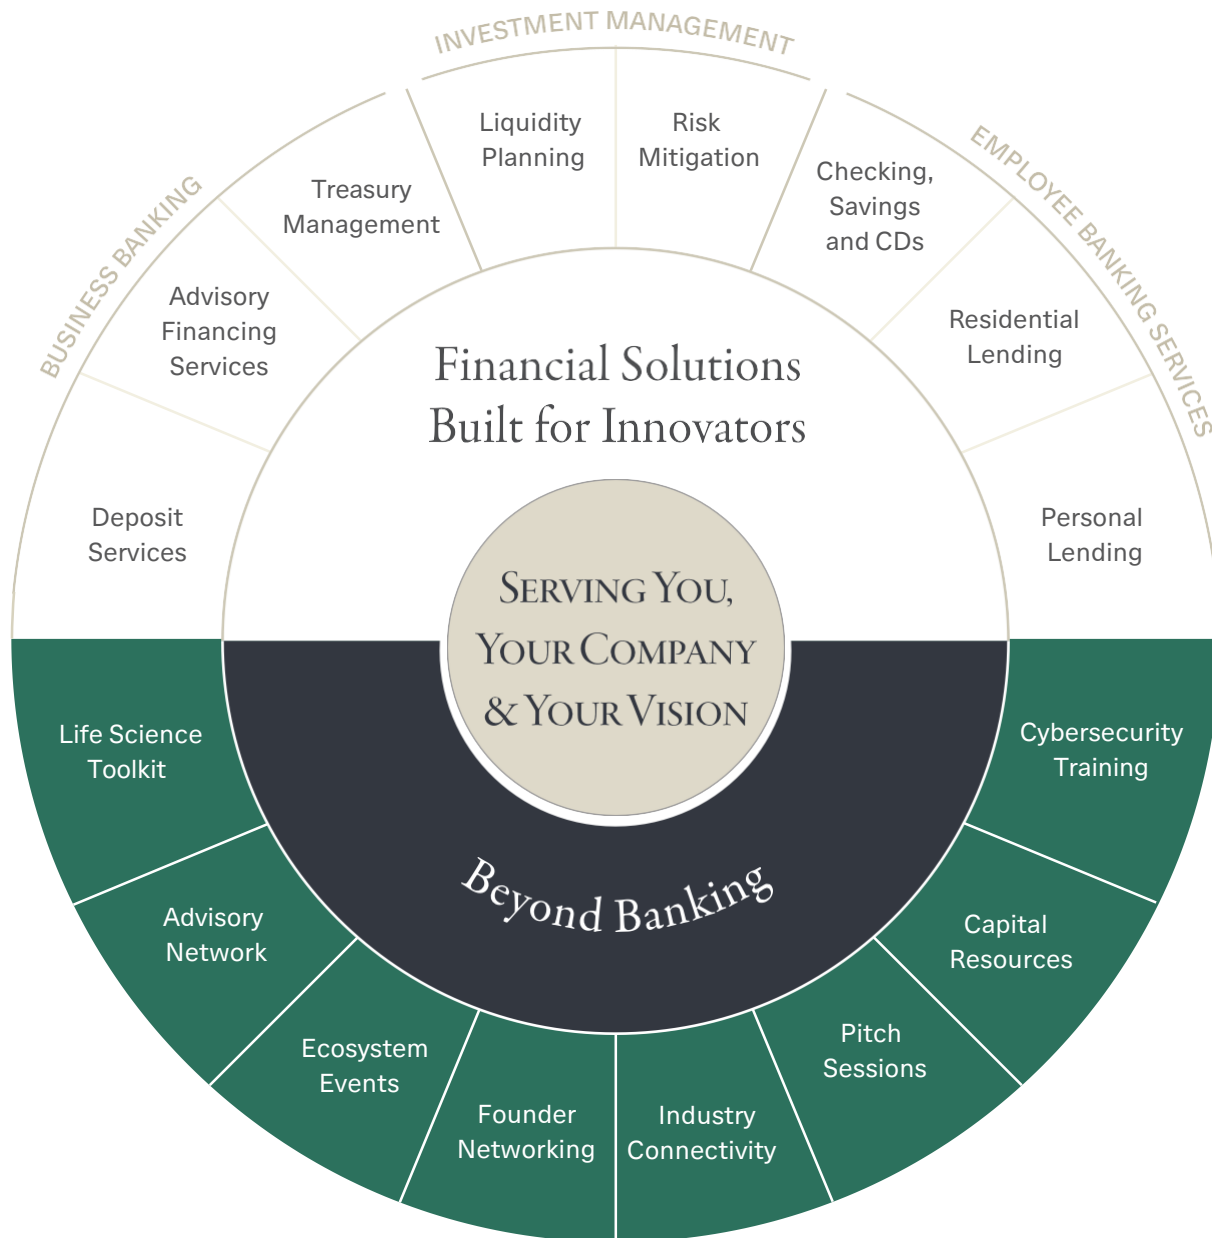 INVESTMENT MANAGEMENT
Liquidity
Planning
Risk
Mitigation
BUSINESS BANKING
Treasury
Management
Advisory
Financing
Services
Deposit
Services
EMPLOYEE BANKING SERVICES
Checking,
Savings
and CDs
Residential
Lending
Personal
Lending
Financial Solutions
Built for Innovators
SERVING YOU,
YOUR COMPANY
& YOUR VISION
Beyond Banking
Life Science
Toolkit
Advisory
Network
Ecosystem
Events
Founder
Networking
Industry
Connectivity
Pitch
Sessions
Capital
Resources
Cybersecurity
Training